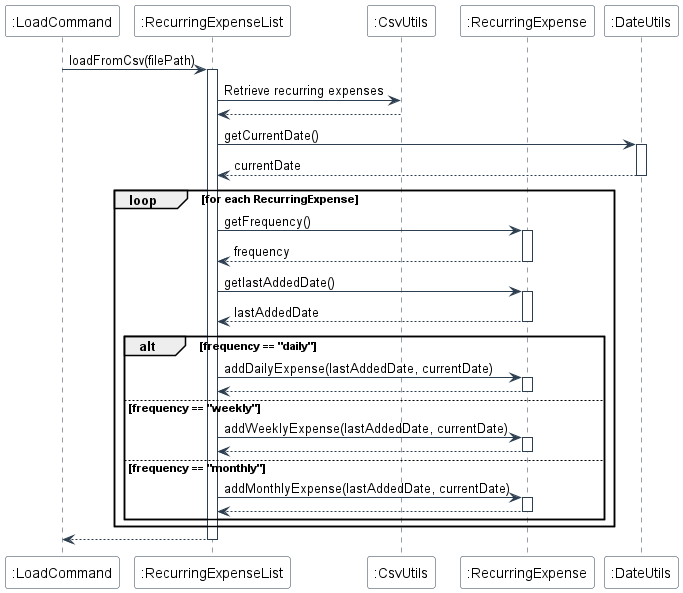 :LoadCommand :RecurringExpenseList :CsvUtils :RecurringExpense :DateUtils
loadFromCsv(filePath)
Retrieve recurring expenses
getCurrentDate()
currentDate
loop [for each RecurringExpense]
getFrequency()
frequency
getlastAddedDate()
lastAddedDate
alt [frequency == "daily"]
addDailyExpense(lastAddedDate, currentDate)
[frequency == "weekly"]
addWeeklyExpense(lastAddedDate, currentDate)
[frequency == "monthly"]
addMonthlyExpense(lastAddedDate, currentDate)
:LoadCommand :RecurringExpenseList :CsvUtils :RecurringExpense :DateUtils